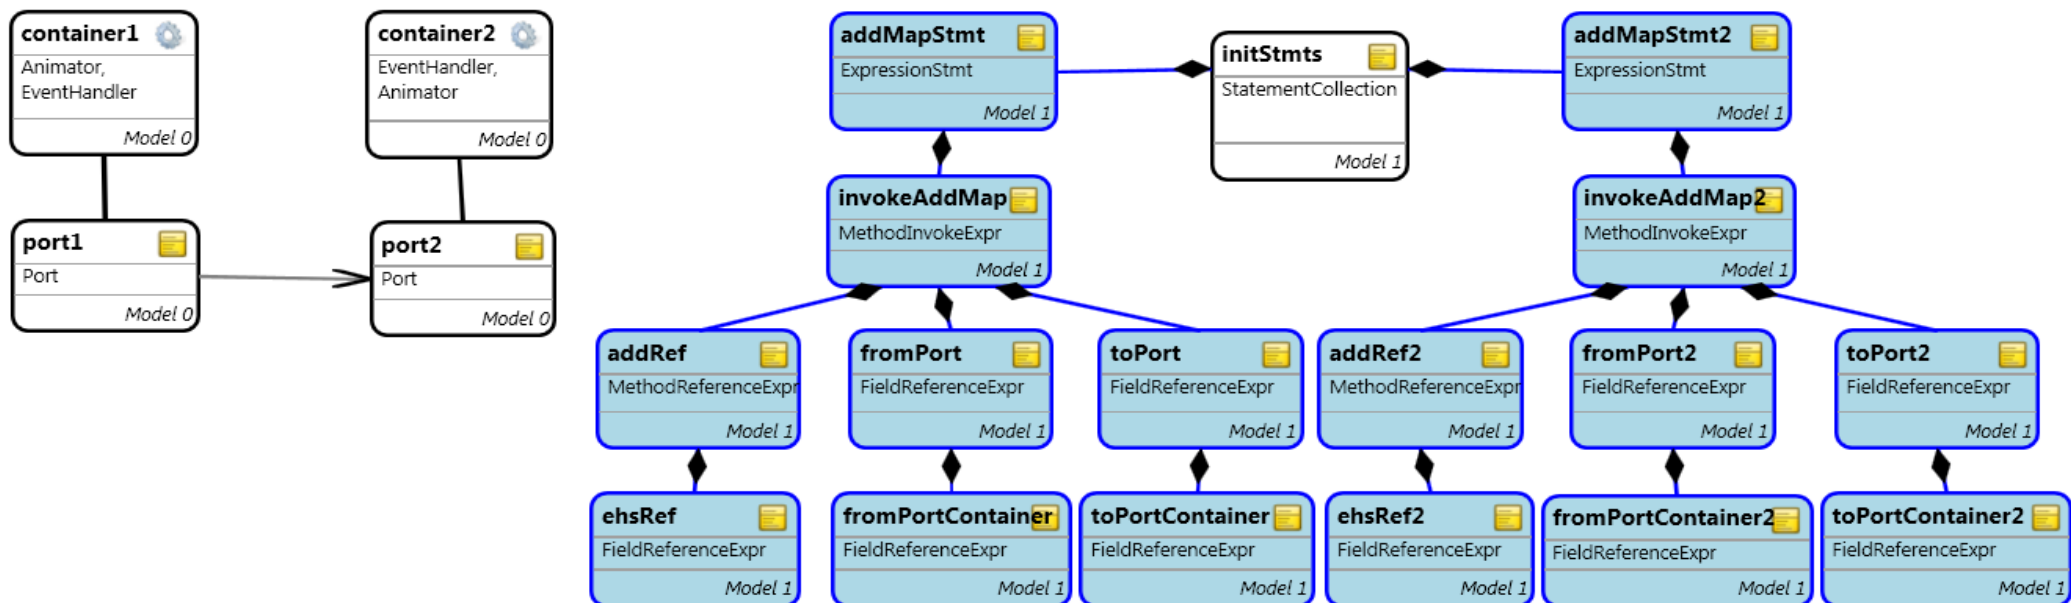 container1
Animator,
EventHandler
Model 0
container2
EventHandler,
Animator
Model 0
port1
Port
Model 0
port2
Port
Model 0
addMapStmt
ExpressionStmt
Model 1
initStmts
StatementCollection
Model 1
addMapStmt2
ExpressionStmt
Model 1
invokeAddMap
MethodInvokeExpr
Model 1
invokeAddMap2
MethodInvokeExpr
Model 1
addRef
MethodReferenceExpr
Model 1
fromPort
FieldReferenceExpr
Model 1
toPort
FieldReferenceExpr
Model 1
addRef2
MethodReferenceExpr
Model 1
fromPort2
FieldReferenceExpr
Model 1
toPort2
FieldReferenceExpr
Model 1
ehsRef
FieldReferenceExpr
Model 1
fromPortContainer
FieldReferenceExpr
Model 1
toPortContainer
FieldReferenceExpr
Model 1
ehsRef2
FieldReferenceExpr
Model 1
fromPortContainer2
FieldReferenceExpr
Model 1
toPortContainer2
FieldReferenceExpr
Model 1